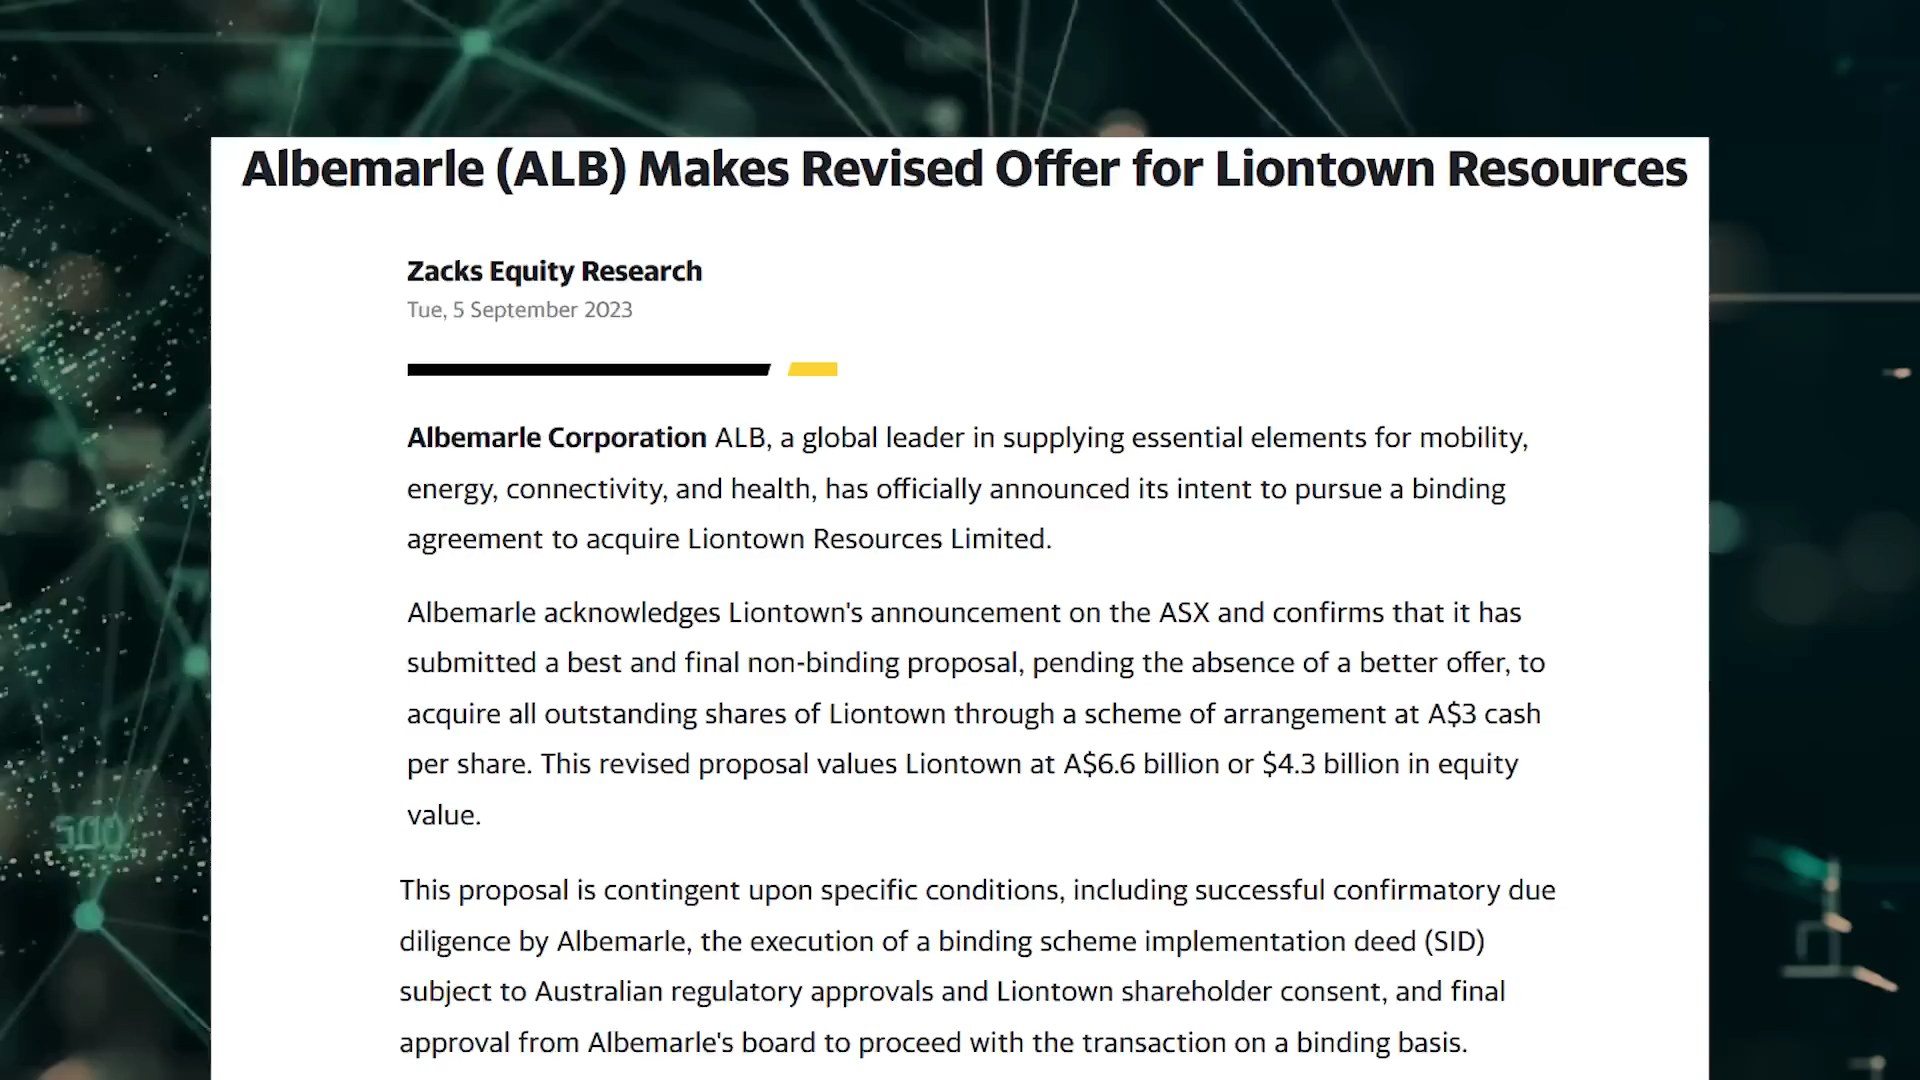 Albemarle (ALB) Makes Revised Offer for Liontown Resources
Zacks Equity Research
Tue, 5 September 2023
Albemarle Corporation ALB, a global leader in supplying essential elements for mobility,
energy, connectivity, and health, has officially announced its intent to pursue a binding
agreement to acquire Liontown Resources Limited.
Albemarle acknowledges Liontown's announcement on the ASX and confirms that it has
submitted a best and final non-binding proposal, pending the absence of a better offer, to
acquire all outstanding shares of Liontown through a scheme of arrangement at A$3 cash
per share. This revised proposal values Liontown at A$6.6 billion or $4.3 billion in equity
value.
This proposal is contingent upon specific conditions, including successful confirmatory due
diligence by Albemarle, the execution of a binding scheme implementation deed (SID)
subject to Australian regulatory approvals and Liontown shareholder consent, and final
approval from Albemarle's board to proceed with the transaction on a binding basis.